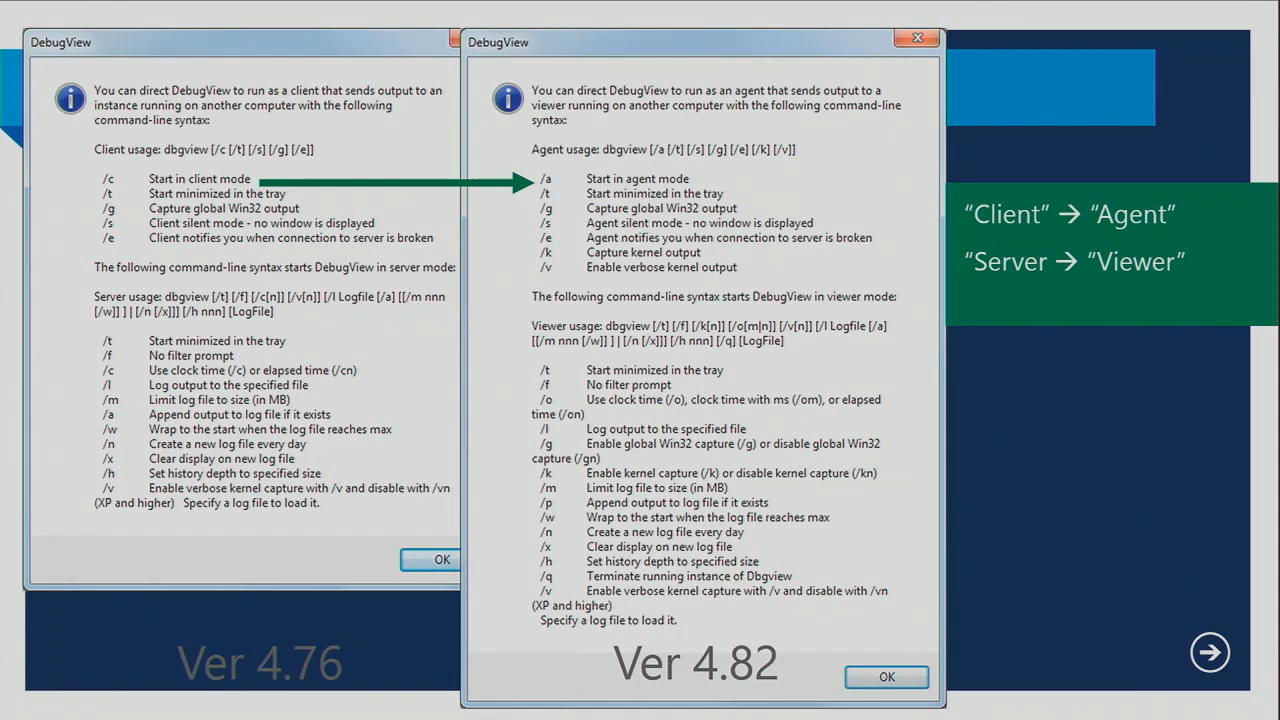 DebugView
You can direct DebugView to run as a client that sends output to an
instance running on another computer with the following
command-line syntax:
Client usage: dbgview [/c [/t] [/s] [/g] [/e]]
/c Start in client mode
/t Start minimized in the tray
/g Capture global Win32 output
/s Client silent mode - no window is displayed
/e Client notifies you when connection to server is broken
The following command-line syntax starts DebugView in server mode:
Server usage: dbgview [/t] [/f] [/c[n]] [/v[n]] [/l Logfile [/a] [[/m nnn
[/w]] ] | [/n [/x]]] [/h nnn] [LogFile]
/t Start minimized in the tray
/f No filter prompt
/c Use clock time (/c) or elapsed time (/cn)
/l Log output to the specified file
/m Limit log file to size (in MB)
/a Append output to log file if it exists
/w Wrap to the start when the log file reaches max
/n Create a new log file every day
/x Clear display on new log file
/h Set history depth to specified size
/v Enable verbose kernel capture with /v and disable with /vn
(XP and higher) Specify a log file to load it.
OK
Ver 4.76
DebugView
You can direct DebugView to run as an agent that sends output to a
viewer running on another computer with the following command-line
syntax:
Agent usage: dbgview [/a [/t] [/s] [/g] [/e] [/k] [/v]]
/a Start in agent mode
/t Start minimized in the tray
/g Capture global Win32 output
/s Agent silent mode - no window is displayed
/e Agent notifies you when connection to server is broken
/k Capture kernel output
/v Enable verbose kernel output
The following command-line syntax starts DebugView in viewer mode:
Viewer usage: dbgview [/t] [/f] [/k[n]] [/o[m|n]] [/v[n]] [/l Logfile [/a]
[[/m nnn [/w]] ] | [/n [/x]]] [/h nnn] [/q] [LogFile]
/t Start minimized in the tray
/f No filter prompt
/o Use clock time (/o), clock time with ms (/om), or elapsed
time (/on)
/l Log output to the specified file
/g Enable global Win32 capture (/g) or disable global Win32
capture (/gn)
/k Enable kernel capture (/k) or disable kernel capture (/kn)
/m Limit log file to size (in MB)
/p Append output to log file if it exists
/w Wrap to the start when the log file reaches max
/n Create a new log file every day
/x Clear display on new log file
/h Set history depth to specified size
/q Terminate running instance of Dbgview
/v Enable verbose kernel capture with /v and disable with /vn
(XP and higher)
Specify a log file to load it.
Ver 4.82
OK
“Client” → “Agent”
“Server → “Viewer”